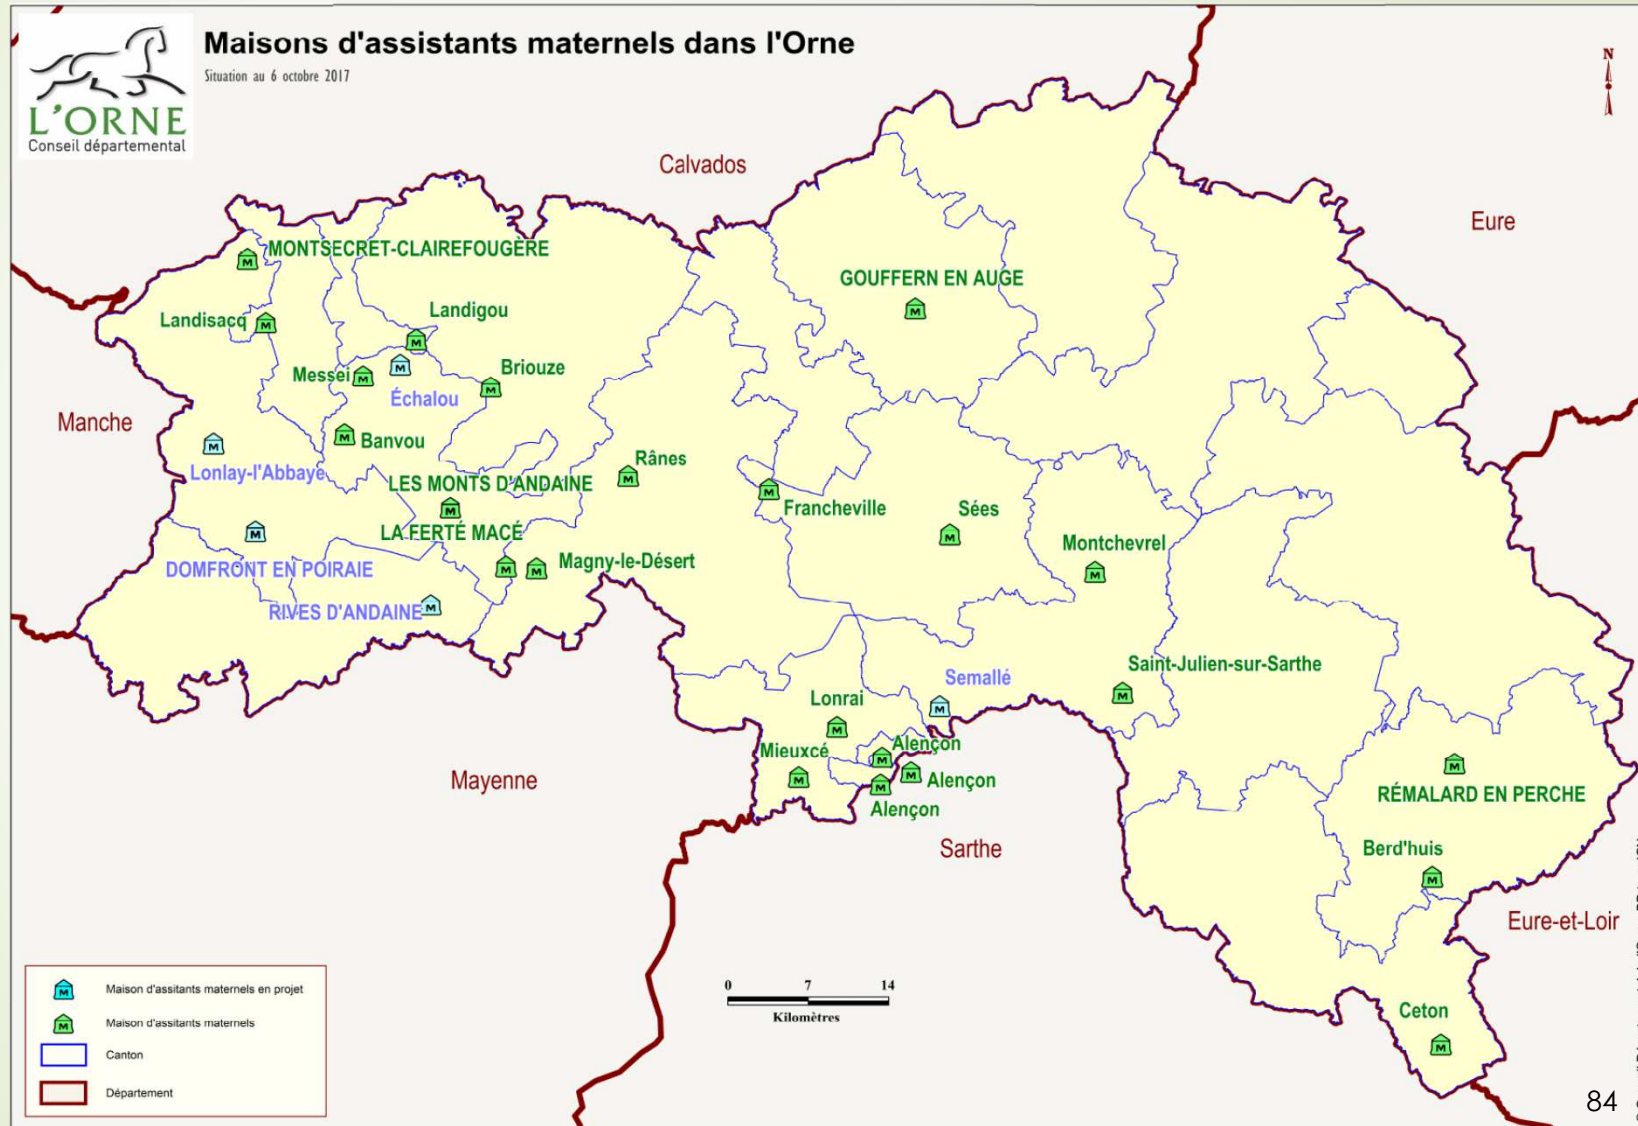 Maisons d'assistants maternels dans l'Orne
Situation au 6 octobre 2017
L'ORNE
Conseil départemental
N
Calvados
Eure
Manche
Mayenne
Sarthe
Eure-et-Loir
MONTSECRET-CLAIREFOUGÈRE
GOUFFERN EN AUGE
Landisacq
Landigou
Messei
Briouze
Échalou
Banvou
Lonlay-l'Abbaye
LES MONTS D'ANDAINE
Rânes
Francheville
Sées
LA FERTÉ MACÉ
Montchevrel
DOMFRONT EN POIRAIE
Magny-le-Désert
RIVES D'ANDAINE
Saint-Julien-sur-Sarthe
Semallé
Lonrai
Mieuxcé
Alençon
Alençon
Alençon
RÉMALARD EN PERCHE
Berd'huis
Ceton
0 7 14
Kilomètres
M Maison d'assitants maternels en projet
M Maison d'assitants maternels
Canton
Département
84